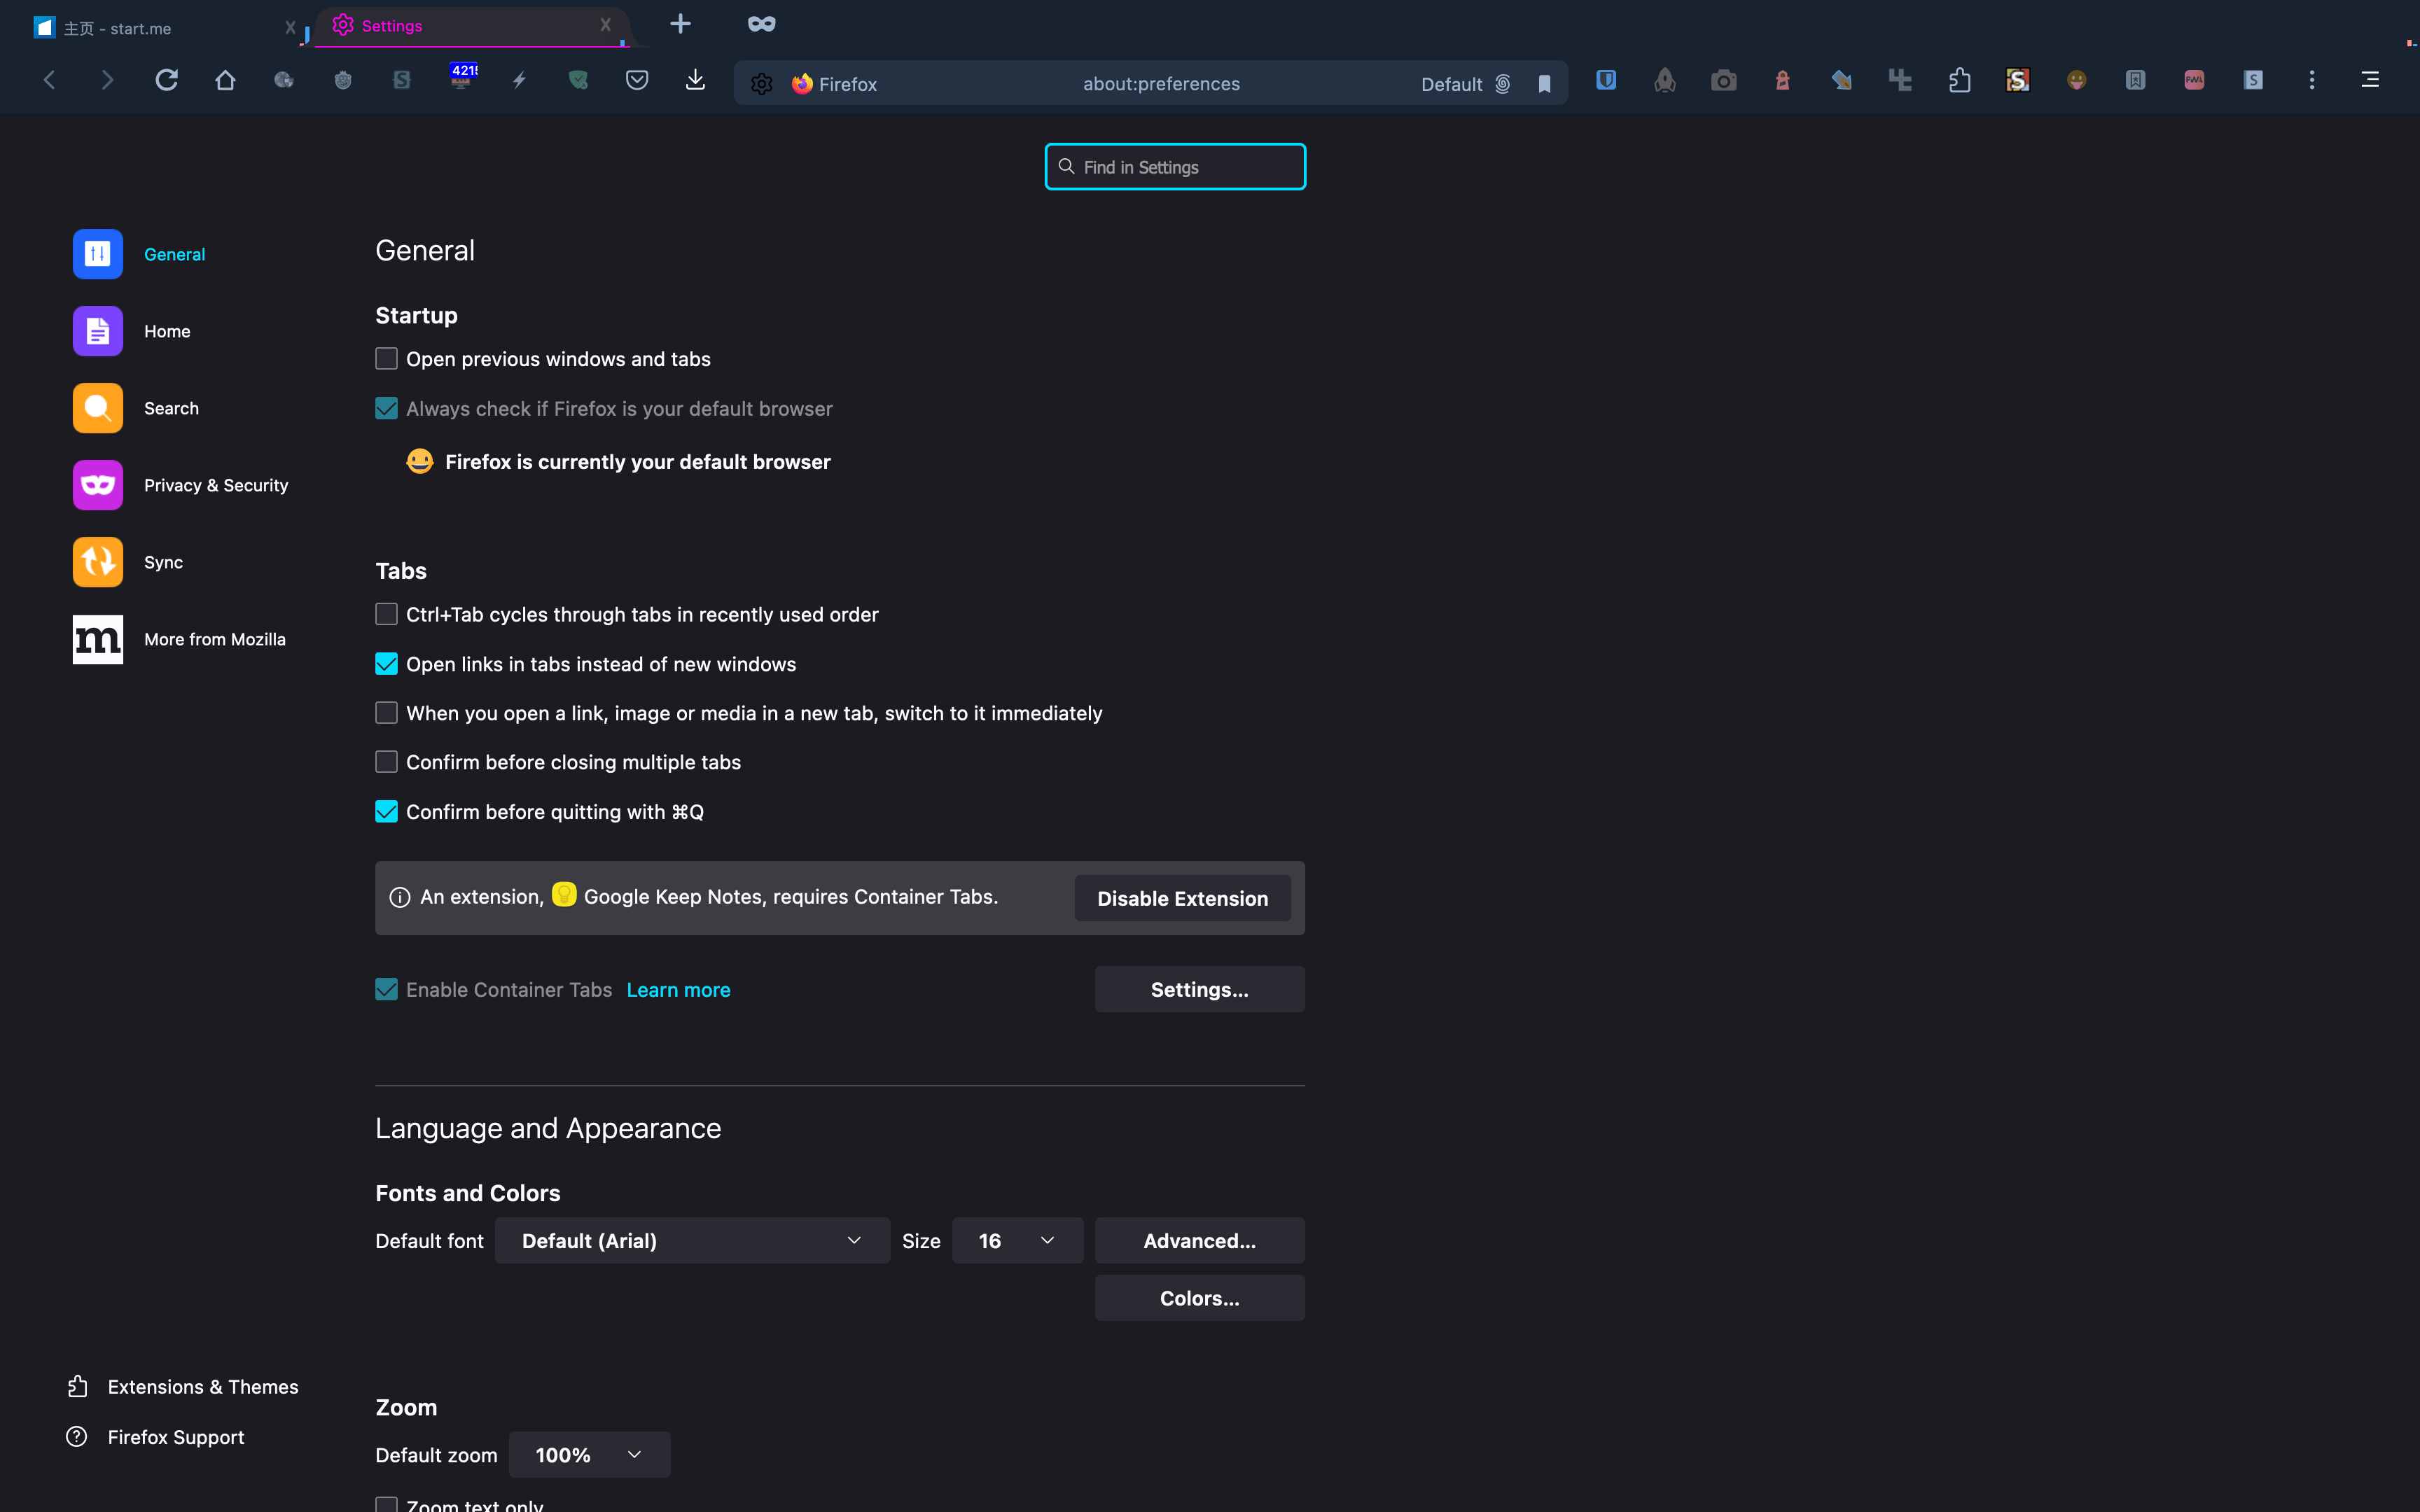 主页 - start.me
Settings
4215
Firefox
about:preferences
Default
Find in Settings
General
Home
Search
Privacy & Security
Sync
m
More from Mozilla
General
Startup
Open previous windows and tabs
Always check if Firefox is your default browser
Firefox is currently your default browser
Tabs
Ctrl+Tab cycles through tabs in recently used order
Open links in tabs instead of new windows
When you open a link, image or media in a new tab, switch to it immediately
Confirm before closing multiple tabs
Confirm before quitting with ⌘Q
An extension, Google Keep Notes, requires Container Tabs.
Disable Extension
Enable Container Tabs Learn more
Settings...
Language and Appearance
Fonts and Colors
Default font Default (Arial) Size 16 Advanced...
Colors...
Extensions & Themes
Firefox Support
Zoom
Default zoom 100%
Zoom text only